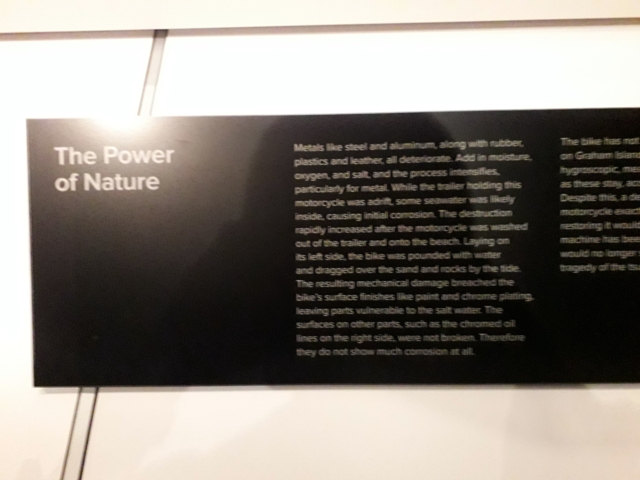 The Power
of Nature
Metals like steel and aluminum, along with rubber,
plastics and leather, all deteriorate. Add in moisture,
oxygen, and salt, and the process intensifies,
particularly for metal. While the trailer holding this
motorcycle was adrift, some seawater was likely
inside, causing initial corrosion. The destruction
rapidly increased after the motorcycle was washed
out of the trailer and onto the beach. Laying on
its left side, the bike was pounded with water
and dragged over the sand and rocks by the tide.
The resulting mechanical damage breached the
bike's surface finishes like paint and chrome plating,
leaving parts vulnerable to the salt water. The
surfaces on other parts, such as the chromed oil
lines on the right side, were not broken. Therefore
they do not show much corrosion at all.
The bike has not
on Graham Islan
hygroscopic, me
as these stay, ac
Despite this, a de
motorcycle exac
restoring it would
machine has be
would no longer
tragedy of the tsu